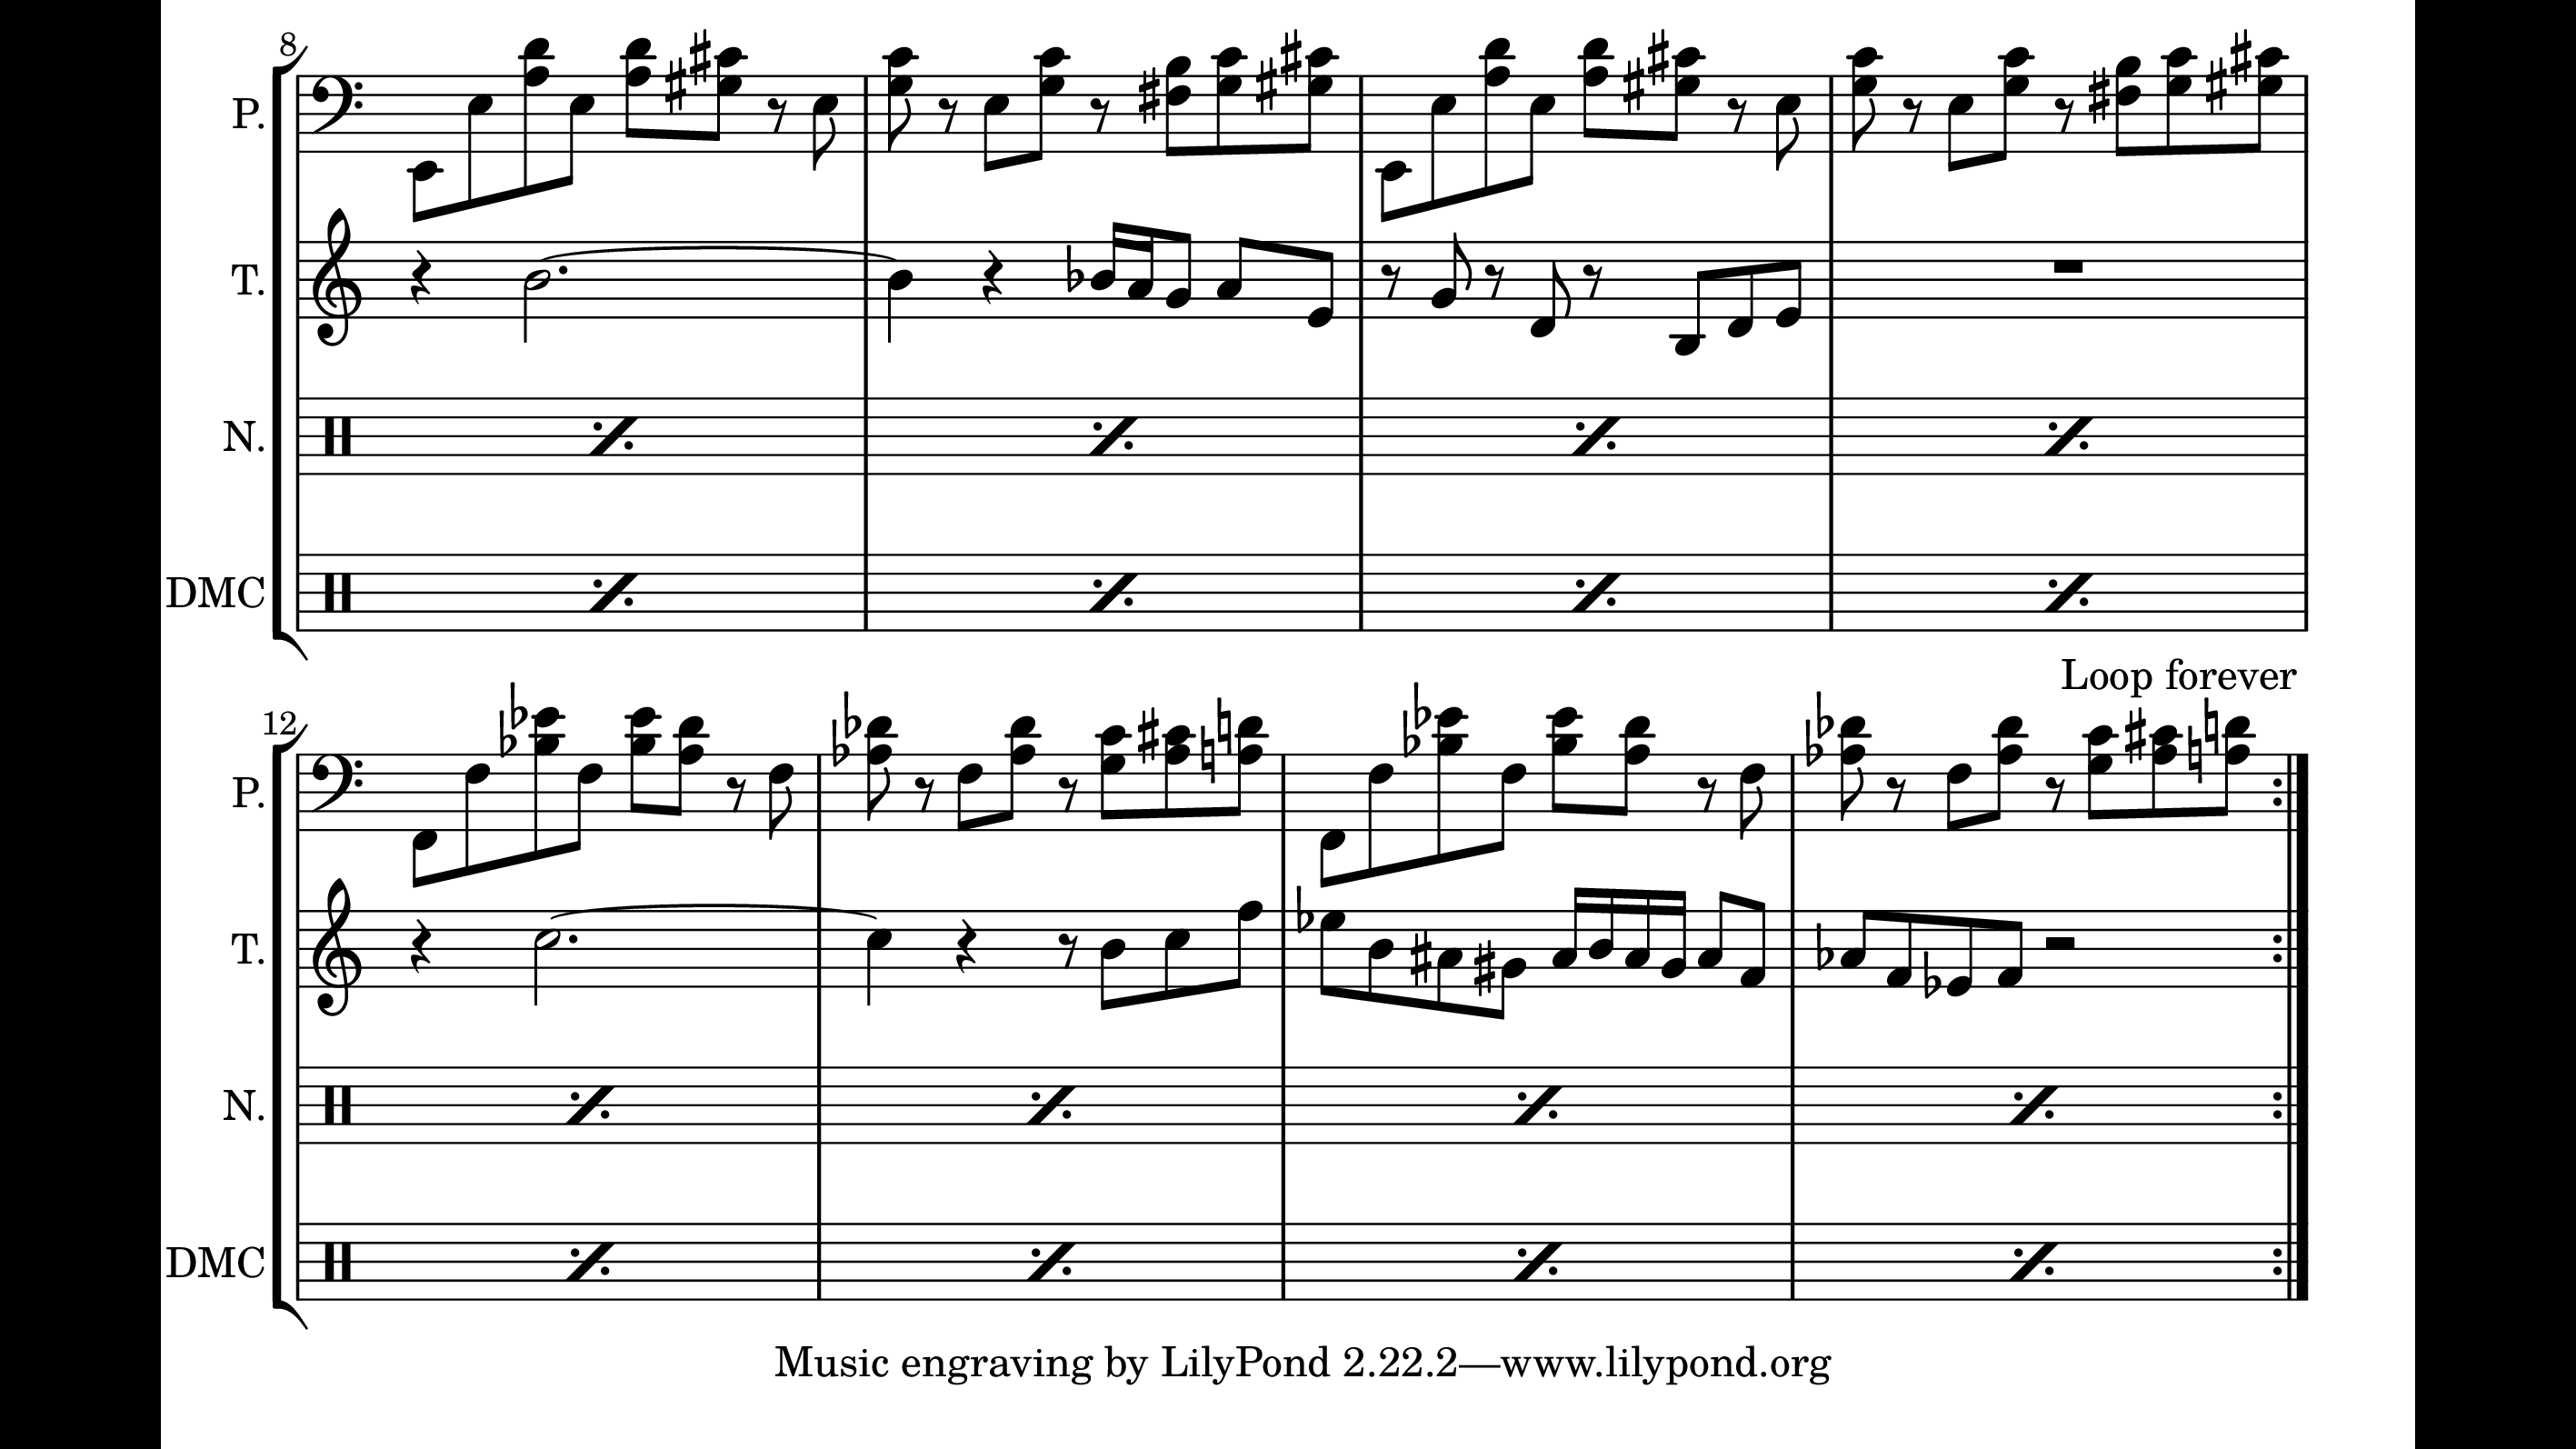 8
P.
T.
N.
DMC
Loop forever
12
P.
T.
N.
DMC
Music engraving by LilyPond 2.22.2—www.lilypond.org